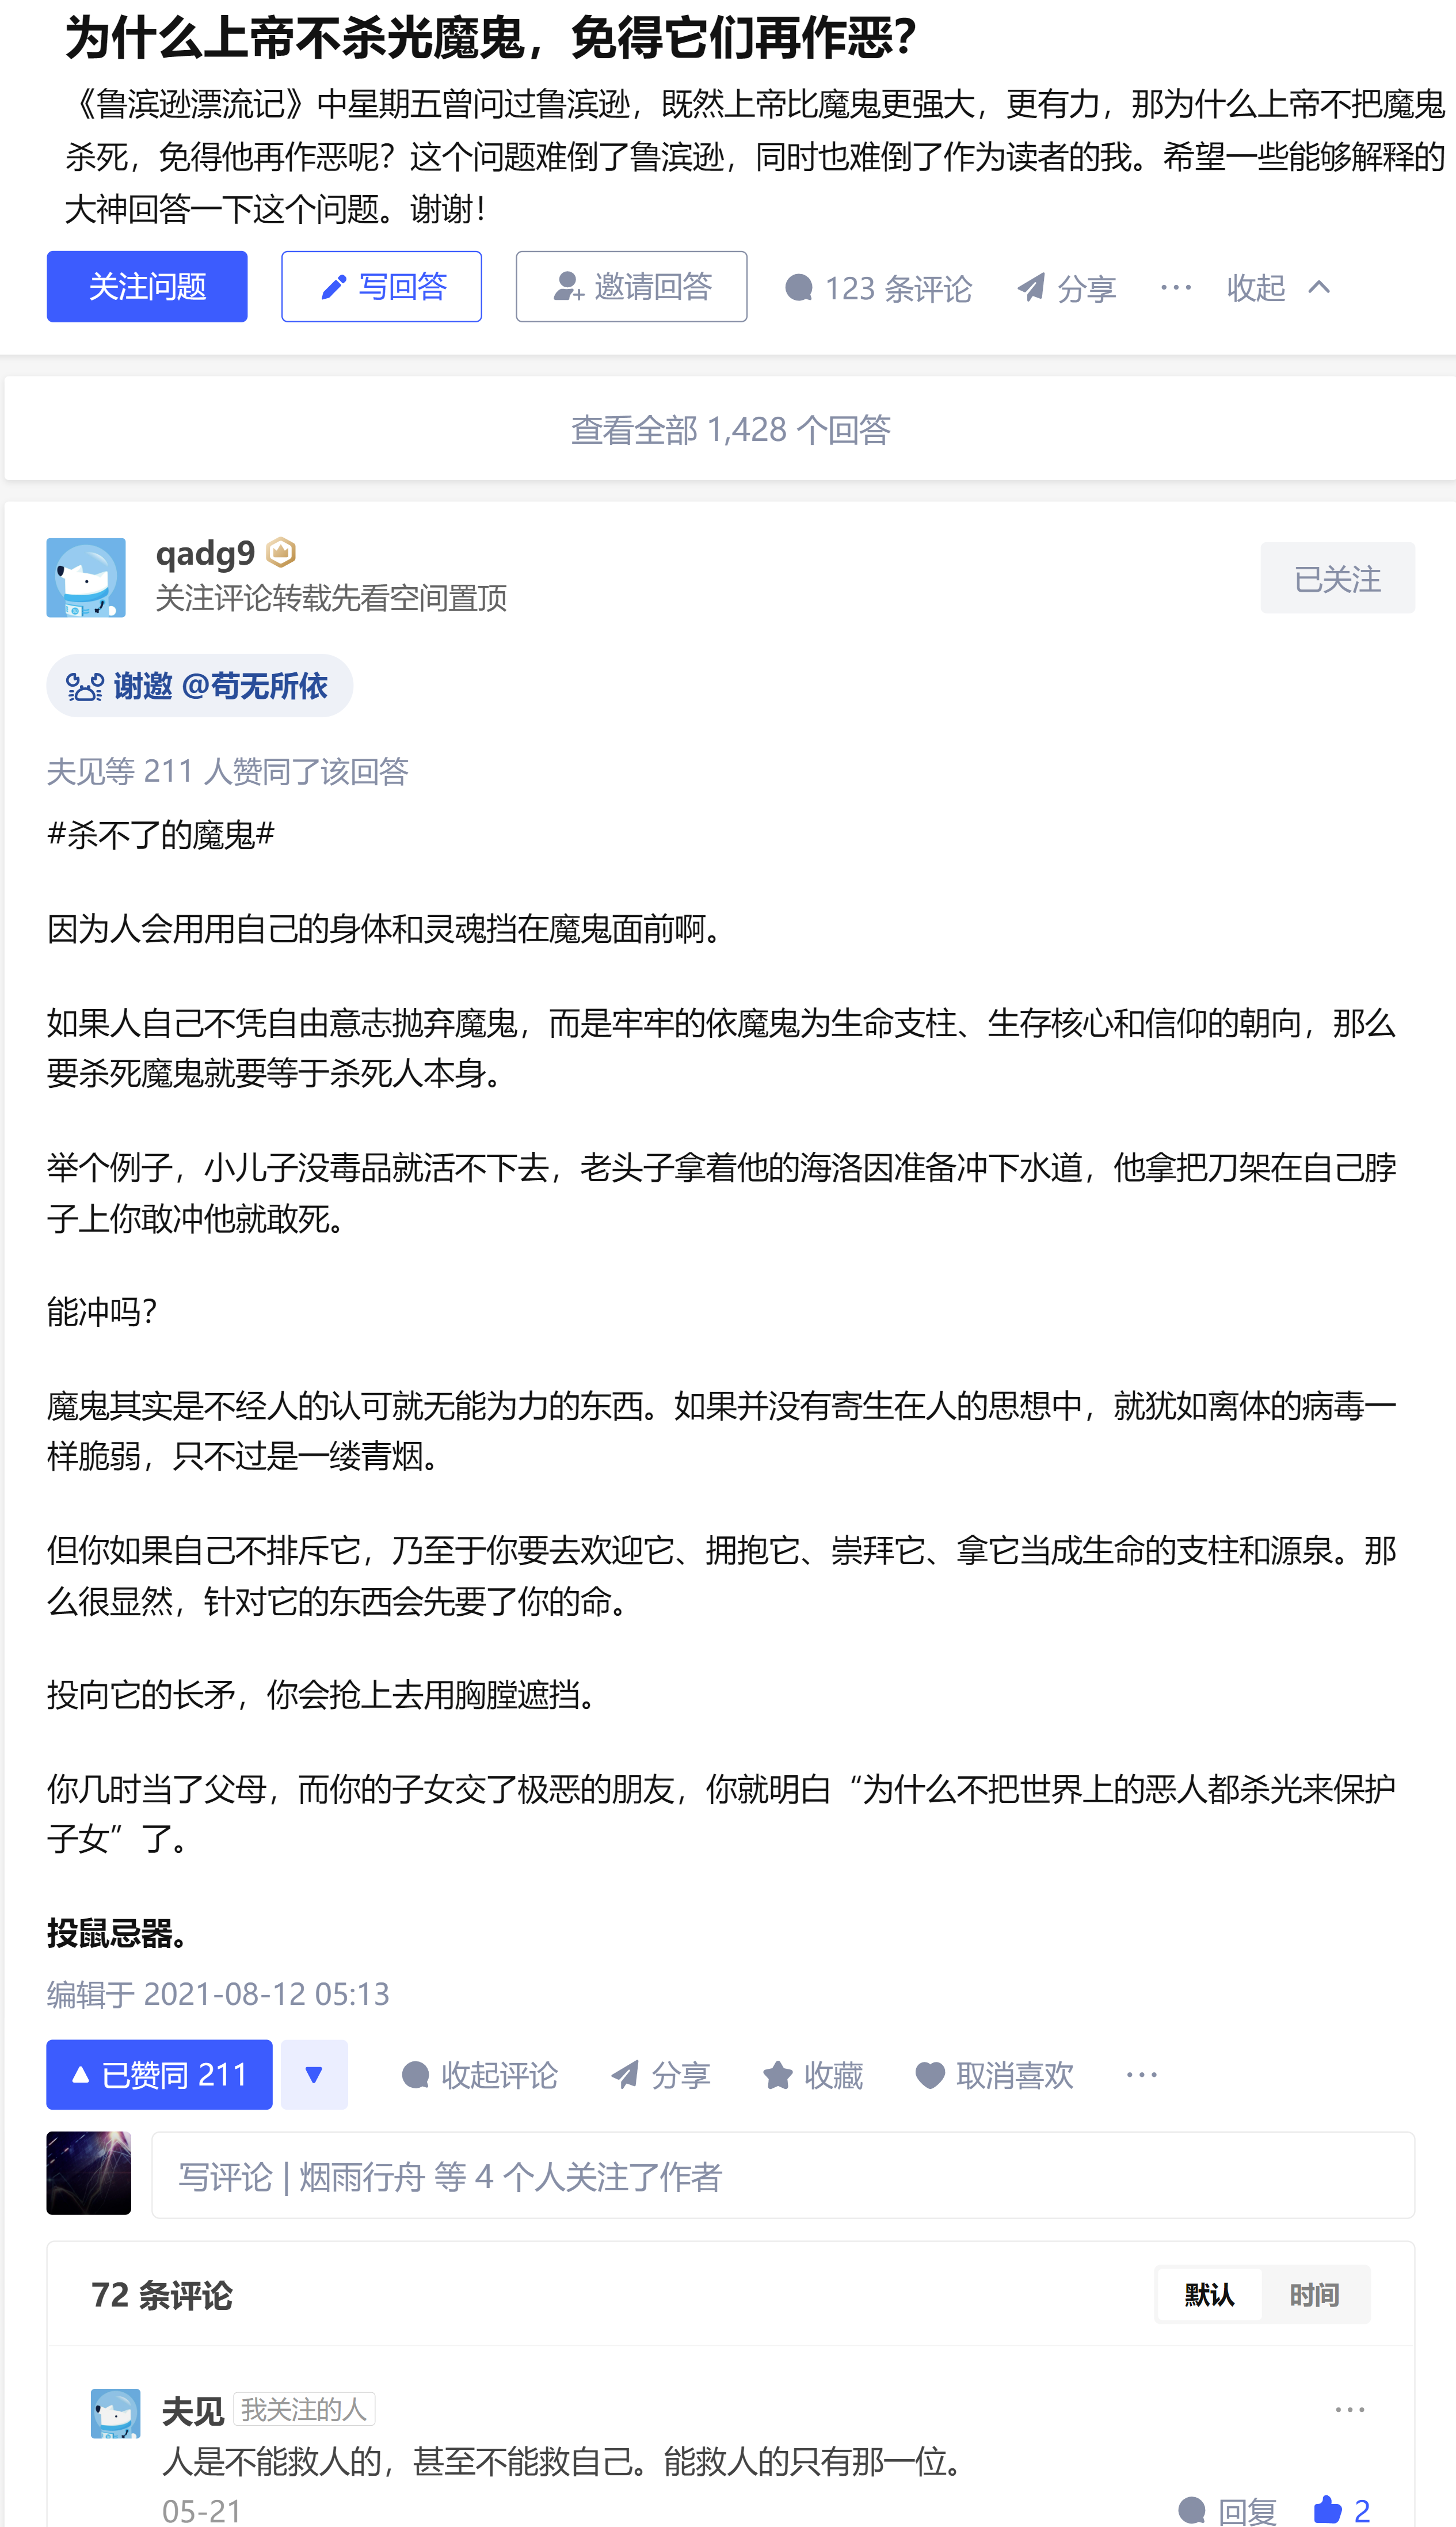 为什么上帝不杀光魔鬼，免得它们再作恶？
《鲁滨逊漂流记》中星期五曾问过鲁滨逊，既然上帝比魔鬼更强大，更有力，那为什么上帝不把魔鬼
杀死，免得他再作恶呢？这个问题难倒了鲁滨逊，同时也难倒了作为读者的我。希望一些能够解释的
大神回答一下这个问题。谢谢！
关注问题 写回答 邀请回答 123 条评论 分享 ··· 收起
查看全部 1,428 个回答
qadg9
关注评论转载先看空间置顶
已关注
谢邀 @苟无所依
夫见等 211 人赞同了该回答
#杀不了的魔鬼#
因为人会用用自己的身体和灵魂挡在魔鬼面前啊。
如果人自己不凭自由意志抛弃魔鬼，而是牢牢的依魔鬼为生命支柱、生存核心和信仰的朝向，那么
要杀死魔鬼就要等于杀死人本身。
举个例子，小儿子没毒品就活不下去，老头子拿着他的海洛因准备冲下水道，他拿把刀架在自己脖
子上你敢冲他就敢死。
能冲吗？
魔鬼其实是不经人的认可就无能为力的东西。如果并没有寄生在人的思想中，就犹如离体的病毒一
样脆弱，只不过是一缕青烟。
但你如果自己不排斥它，乃至于你要去欢迎它、拥抱它、崇拜它、拿它当成生命的支柱和源泉。那
么很显然，针对它的东西会先要了你的命。
投向它的长矛，你会抢上去用胸膛遮挡。
你几时当了父母，而你的子女交了极恶的朋友，你就明白“为什么不把世界上的恶人都杀光来保护
子女”了。
投鼠忌器。
编辑于 2021-08-12 05:13
已赞同 211 收起评论 分享 收藏 取消喜欢 ···
写评论 | 烟雨行舟 等 4 个人关注了作者
72 条评论 默认 时间
夫见 我关注的人 ···
人是不能救人的，甚至不能救自己。能救人的只有那一位。
05-21 回复 2